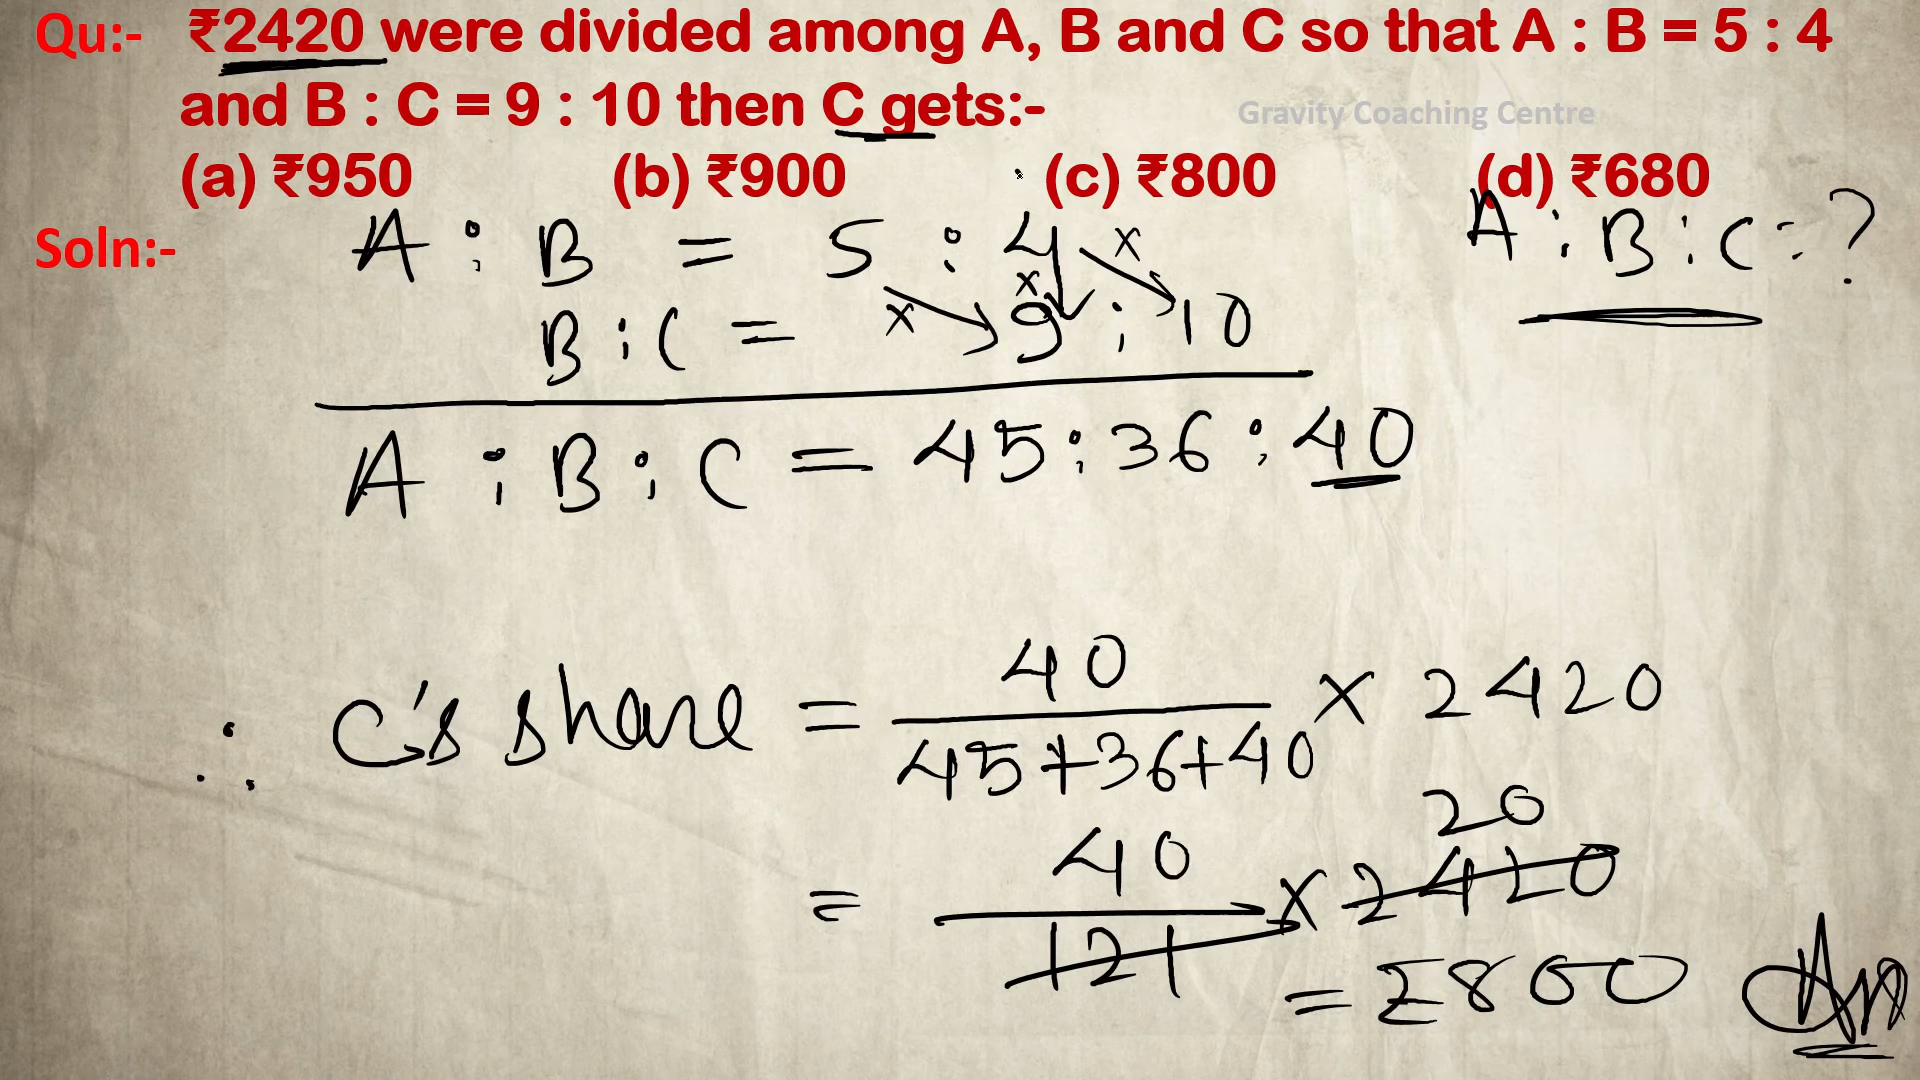 Qu:- ₹2420 were divided among A, B and C so that A : B = 5 : 4
and B : C = 9 : 10 then C gets:-
Gravity Coaching Centre
(a) ₹950 (b) ₹900 (c) ₹800 (d) ₹680
Soln:- A : B = 5 : 4
A : B : C = ?
B : C = 9 : 10
x x x
A : B : C = 45 : 36 : 40
∴ C's share = 40 / 45+36+40 x 2420
= 40 / 121 x 2420
20
= ₹800 An